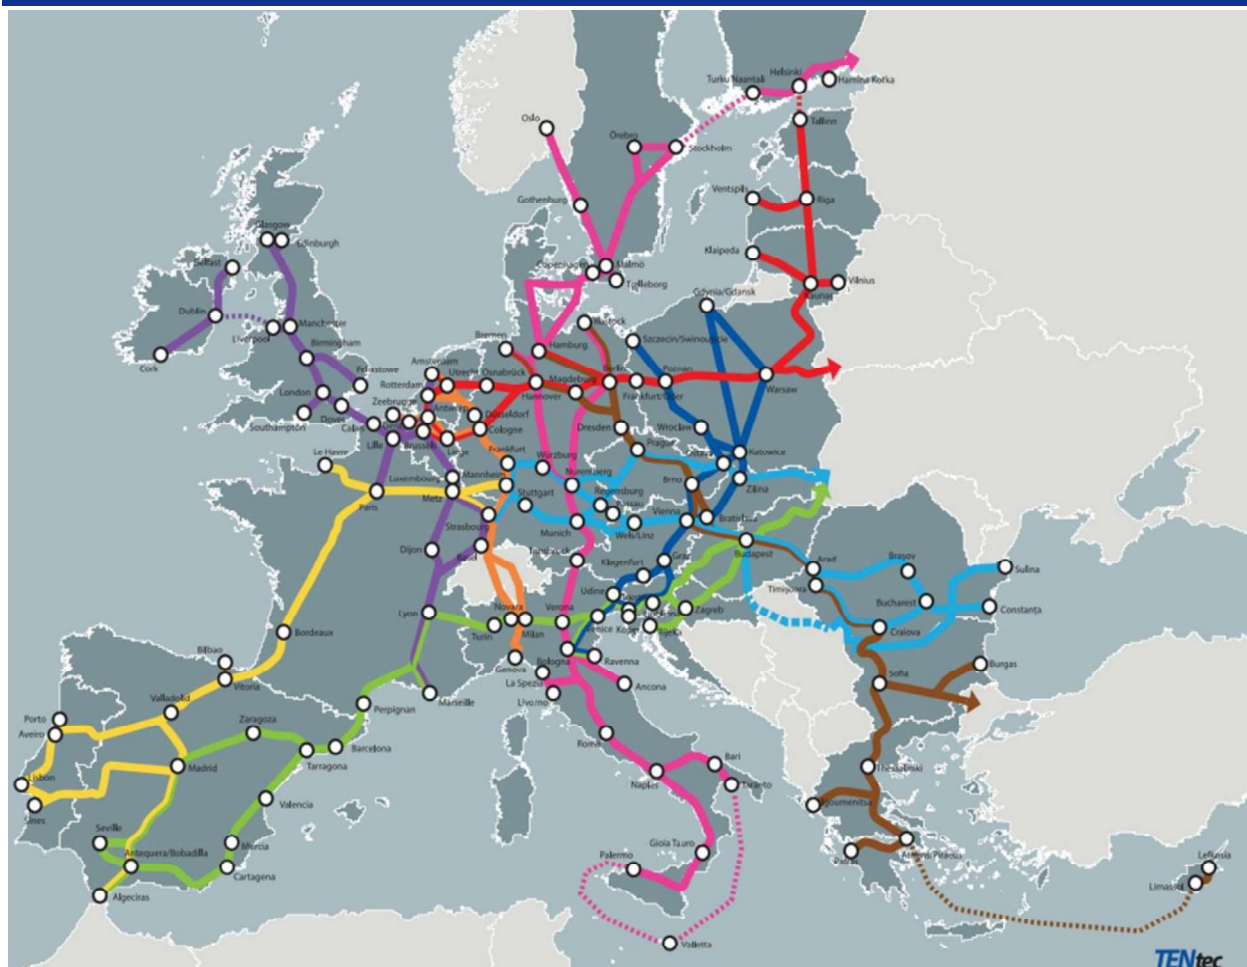 Helsinki
Turku Naantali
Hamina Kotka
Oslo
Tallinn
Örebro
Stockholm
Ventspils
Riga
Gothenburg
Glasgow
Edinburgh
Klaipeda
Belfast
Copenhagen
Malmö
Trelleborg
Vilnius
Kaunas
Gdynia/Gdansk
Dublin
Manchester
Liverpool
Rostock
Bremen
Szczecin/Swinoujscie
Birmingham
Hamburg
Cork
Amsterdam
Felixstowe
Utrecht
Osnabrück
Magdeburg
Berlin
Poznan
Warsaw
Rotterdam
London
Hannover
Frankfurt/Oder
Zeebrugge
Antwerp
Düsseldorf
Southampton
Dover
Calais
Cologne
Dresden
Wroclaw
Lille
Brussels
Liege
Prague
Le Havre
Frankfurt
Würzburg
Ostava
Katowice
Luxembourg
Mannheim
Nuremberg
Brno
Zilina
Paris
Metz
Stuttgart
Regensburg
Passau
Strasbourg
Vienna
Bratislava
Munich
Wels/Linz
Dijon
Basel
Innsbruck
Klagenfurt
Graz
Budapest
Arad
Brasov
Sulina
Timişoara
Udine
Bucharest
Constanţa
Lyon
Novara
Verona
Zagreb
Turin
Milan
Venice
Koper
Rijeka
Craiova
Bordeaux
Bilbao
Genova
Bologna
Ravenna
Burgas
Vitoria
La Spezia
Sofia
Valladolid
Marseille
Livorno
Ancona
Perpignan
Porto
Aveiro
Zaragoza
Barcelona
Rome
Tarragona
Madrid
Bari
Thessaloniki
Lisbon
Naples
Taranto
Sines
Valencia
Igoumenitsa
Seville
Murcia
Gioia Tauro
Antequera/Bobadilla
Palermo
Patras
Athens/Piraeus
Lefkosia
Cartagena
Limassol
Algeciras
Valletta
TENtec